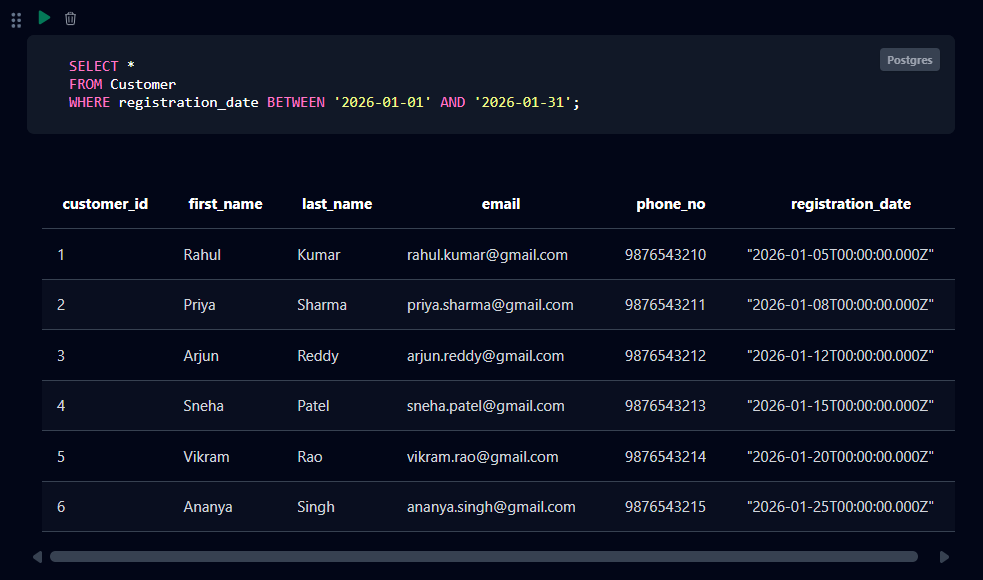 Postgres
SELECT *
FROM Customer
WHERE registration_date BETWEEN '2026-01-01' AND '2026-01-31';
customer_id first_name last_name email phone_no registration_date
1 Rahul Kumar rahul.kumar@gmail.com 9876543210 "2026-01-05T00:00:00.000Z"
2 Priya Sharma priya.sharma@gmail.com 9876543211 "2026-01-08T00:00:00.000Z"
3 Arjun Reddy arjun.reddy@gmail.com 9876543212 "2026-01-12T00:00:00.000Z"
4 Sneha Patel sneha.patel@gmail.com 9876543213 "2026-01-15T00:00:00.000Z"
5 Vikram Rao vikram.rao@gmail.com 9876543214 "2026-01-20T00:00:00.000Z"
6 Ananya Singh ananya.singh@gmail.com 9876543215 "2026-01-25T00:00:00.000Z"